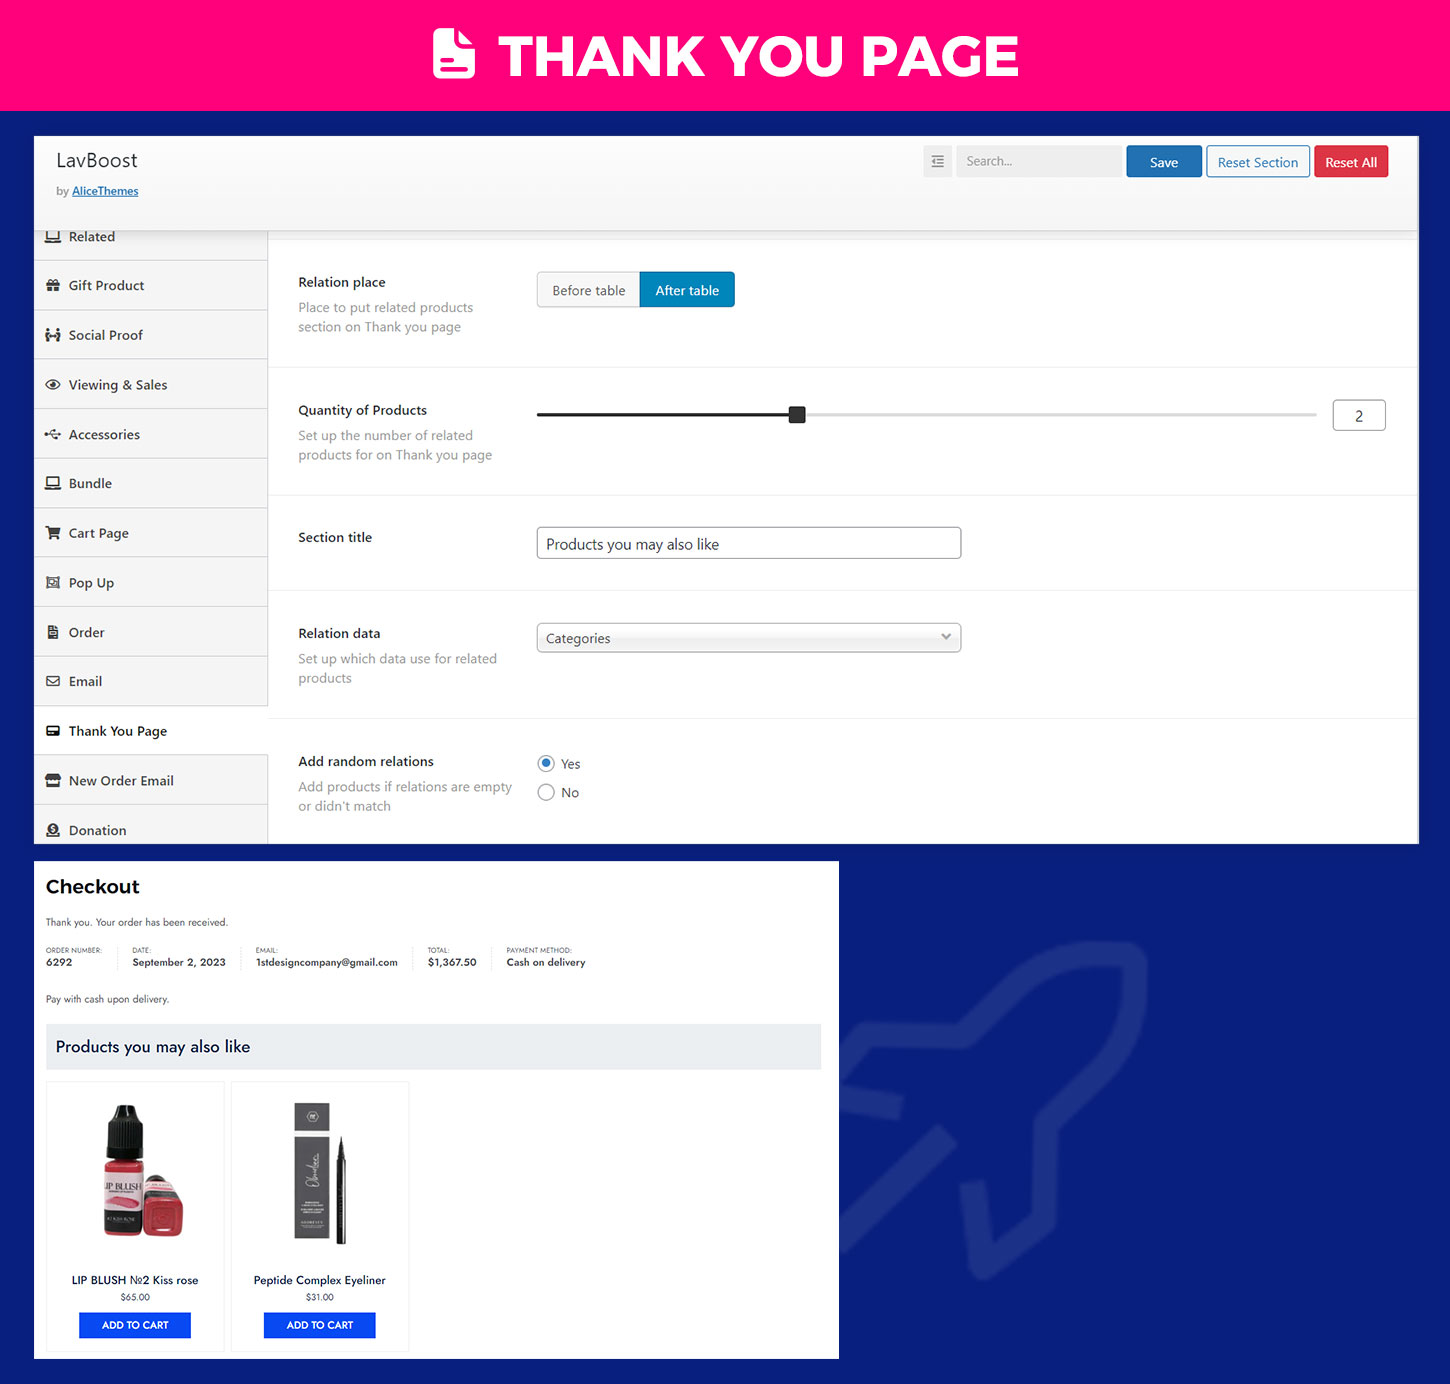 THANK YOU PAGE
LavBoost
by AliceThemes
Search...
Save
Reset Section
Reset All
Related
Gift Product
Social Proof
Viewing & Sales
Accessories
Bundle
Cart Page
Pop Up
Order
Email
Thank You Page
New Order Email
Donation
Relation place
Place to put related products
section on Thank you page
Before table
After table
Quantity of Products
Set up the number of related
products for on Thank you page
2
Section title
Products you may also like
Relation data
Set up which data use for related
products
Categories
Add random relations
Add products if relations are empty
or didn't match
Yes
No
Checkout
Thank you. Your order has been received.
ORDER NUMBER:
6292
DATE:
September 2, 2023
EMAIL:
1stdesigncompany@gmail.com
TOTAL:
$1,367.50
PAYMENT METHOD:
Cash on delivery
Pay with cash upon delivery.
Products you may also like
LIP BLUSH
LIP BLUSH №2 Kiss rose
$65.00
ADD TO CART
Peptide Complex Eyeliner
$31.00
ADD TO CART